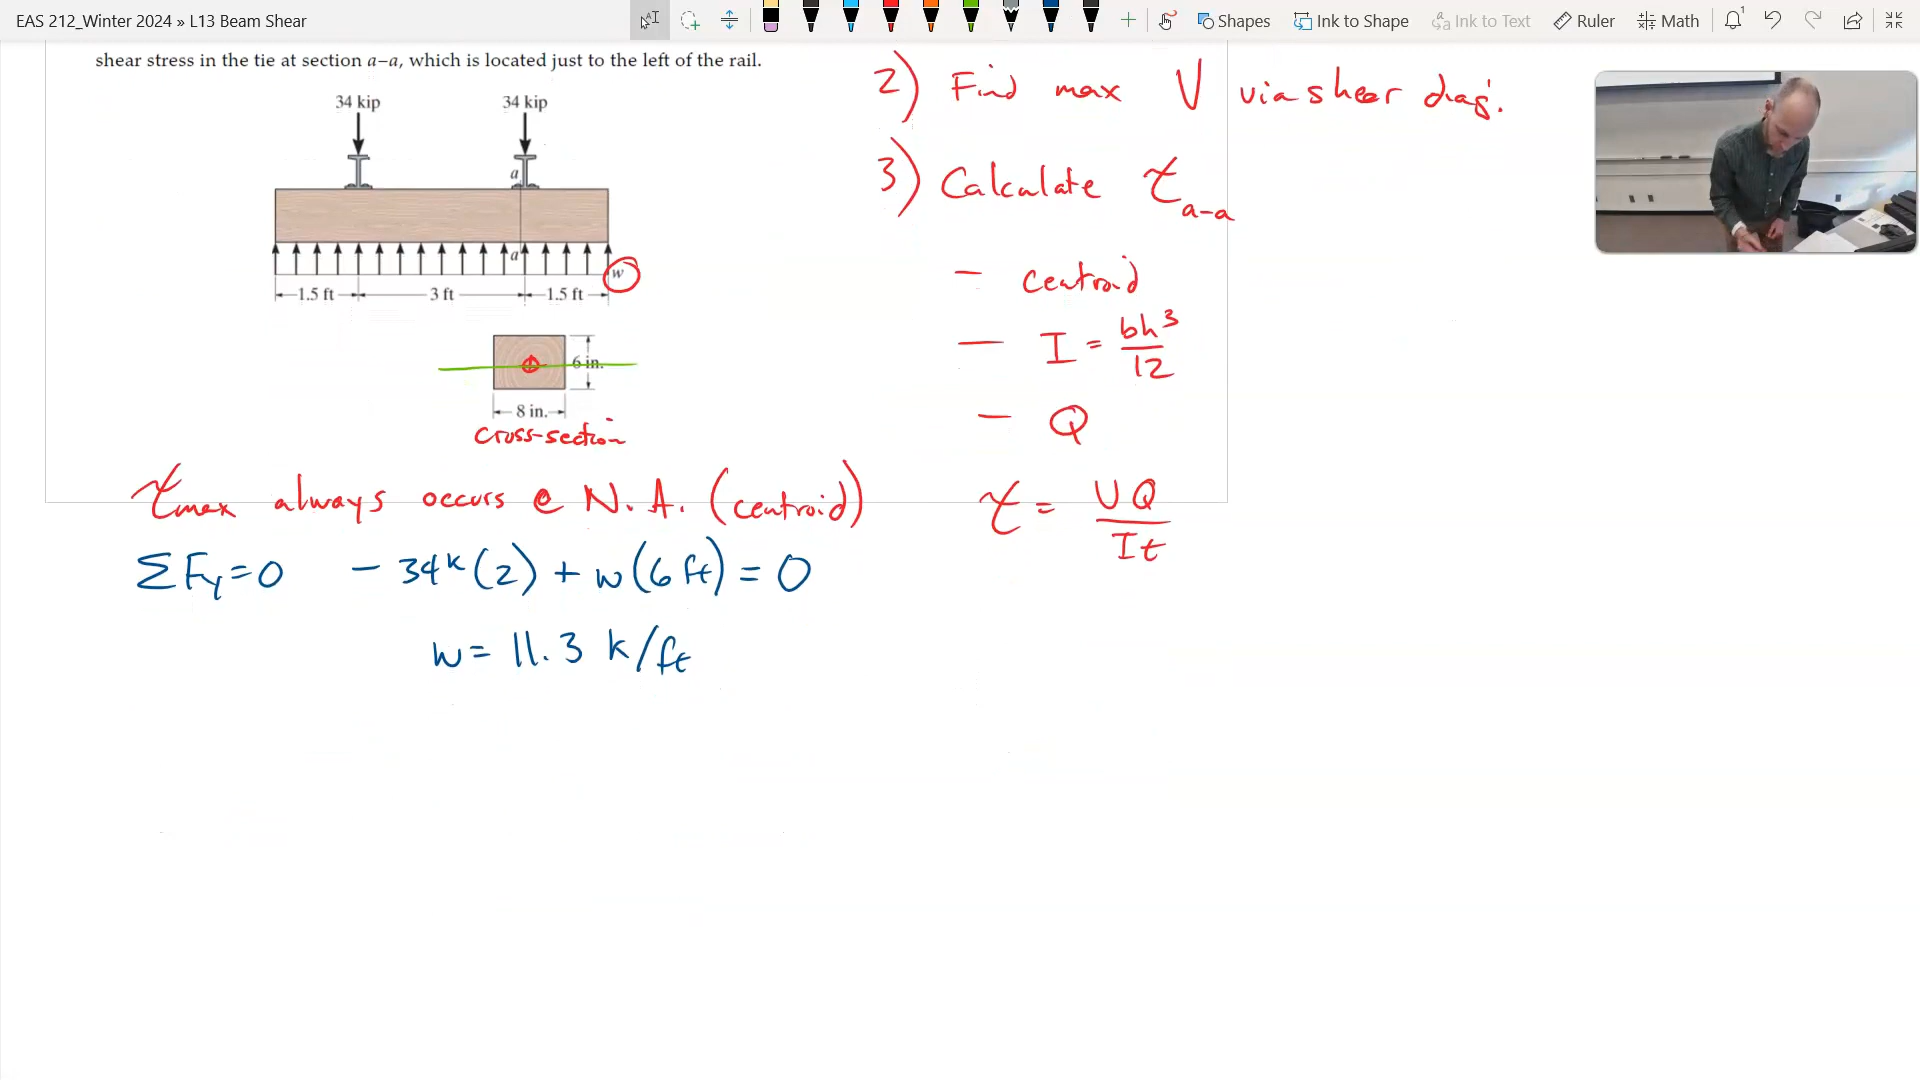 EAS 212_Winter 2024 » L13 Beam Shear
Shapes
Ink to Shape
Ink to Text
Ruler
Math
1
shear stress in the tie at section a–a, which is located just to the left of the rail.
34 kip
34 kip
a
a
w
1.5 ft
3 ft
1.5 ft
6 in.
8 in.
cross-section
2) Find max V via shear diag.
3) Calculate τa-a
- centroid
- I = bh³/12
- Q
τ = VQ/It
τmax always occurs @ N.A. (centroid)
ΣFy=0 - 34k(2) + w(6 ft) = 0
w= 11.3 k/ft